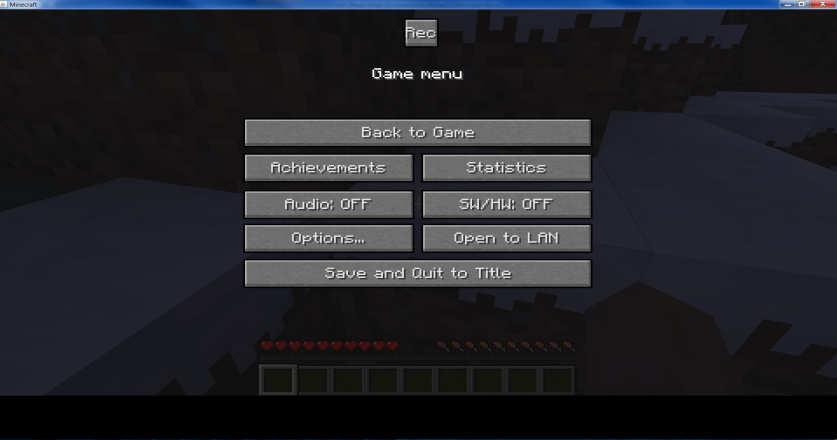 Minecraft
Rec
Game menu
Back to Game
Achievements
Statistics
Audio: OFF
SW/HW: OFF
Options...
Open to LAN
Save and Quit to Title